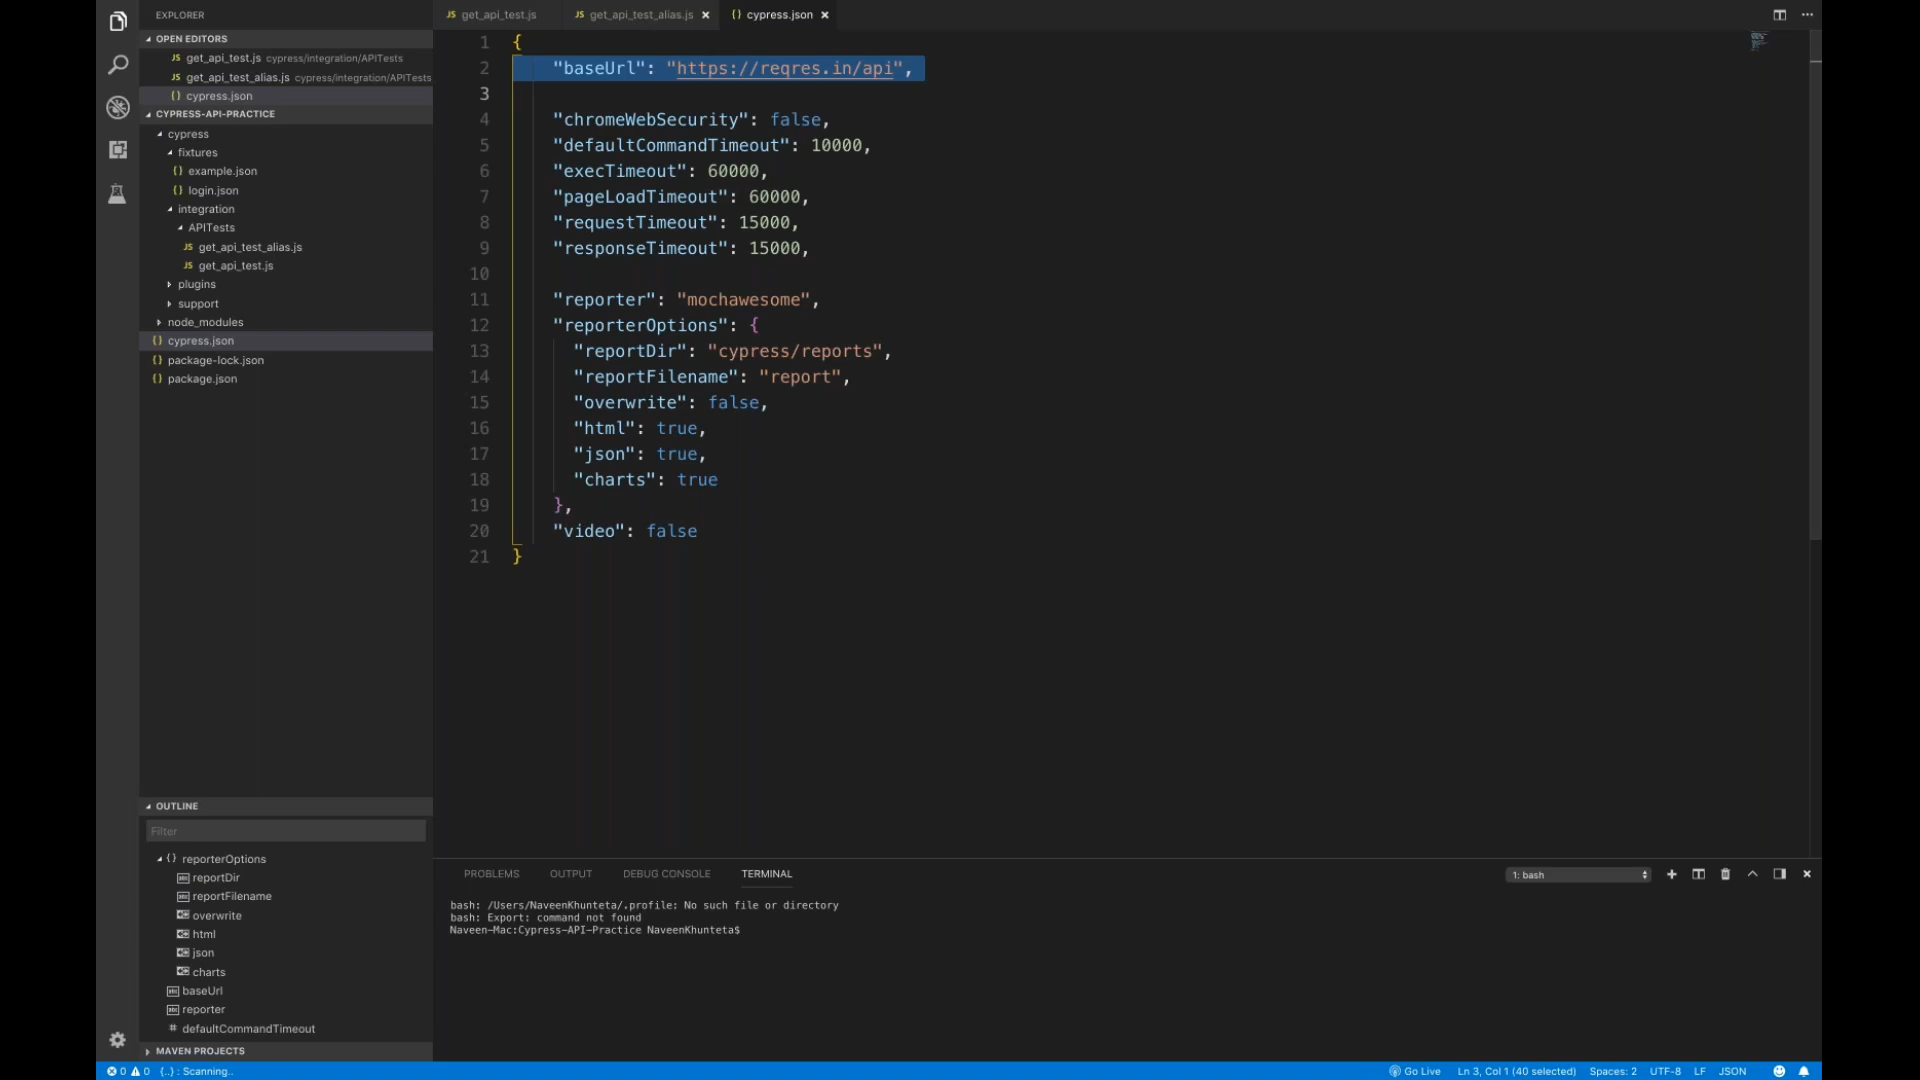 EXPLORER
OPEN EDITORS
JS get_api_test.js cypress/integration/APITests
JS get_api_test_alias.js cypress/integration/APITests
{} cypress.json
CYPRESS-API-PRACTICE
cypress
fixtures
{} example.json
{} login.json
integration
APITests
JS get_api_test_alias.js
JS get_api_test.js
plugins
support
node_modules
{} cypress.json
{} package-lock.json
{} package.json
OUTLINE
Filter
{} reporterOptions
reportDir
reportFilename
overwrite
html
json
charts
baseUrl
reporter
# defaultCommandTimeout
MAVEN PROJECTS
JS get_api_test.js JS get_api_test_alias.js × {} cypress.json ×
1 {
2 "baseUrl": "https://reqres.in/api",
3
4 "chromeWebSecurity": false,
5 "defaultCommandTimeout": 10000,
6 "execTimeout": 60000,
7 "pageLoadTimeout": 60000,
8 "requestTimeout": 15000,
9 "responseTimeout": 15000,
10
11 "reporter": "mochawesome",
12 "reporterOptions": {
13 "reportDir": "cypress/reports",
14 "reportFilename": "report",
15 "overwrite": false,
16 "html": true,
17 "json": true,
18 "charts": true
19 },
20 "video": false
21 }
PROBLEMS OUTPUT DEBUG CONSOLE TERMINAL 1: bash
bash: /Users/NaveenKhunteta/.profile: No such file or directory
bash: Export: command not found
Naveen-Mac:Cypress-API-Practice NaveenKhunteta$
0 0 {..} : Scanning.. Go Live Ln 3, Col 1 (40 selected) Spaces: 2 UTF-8 LF JSON